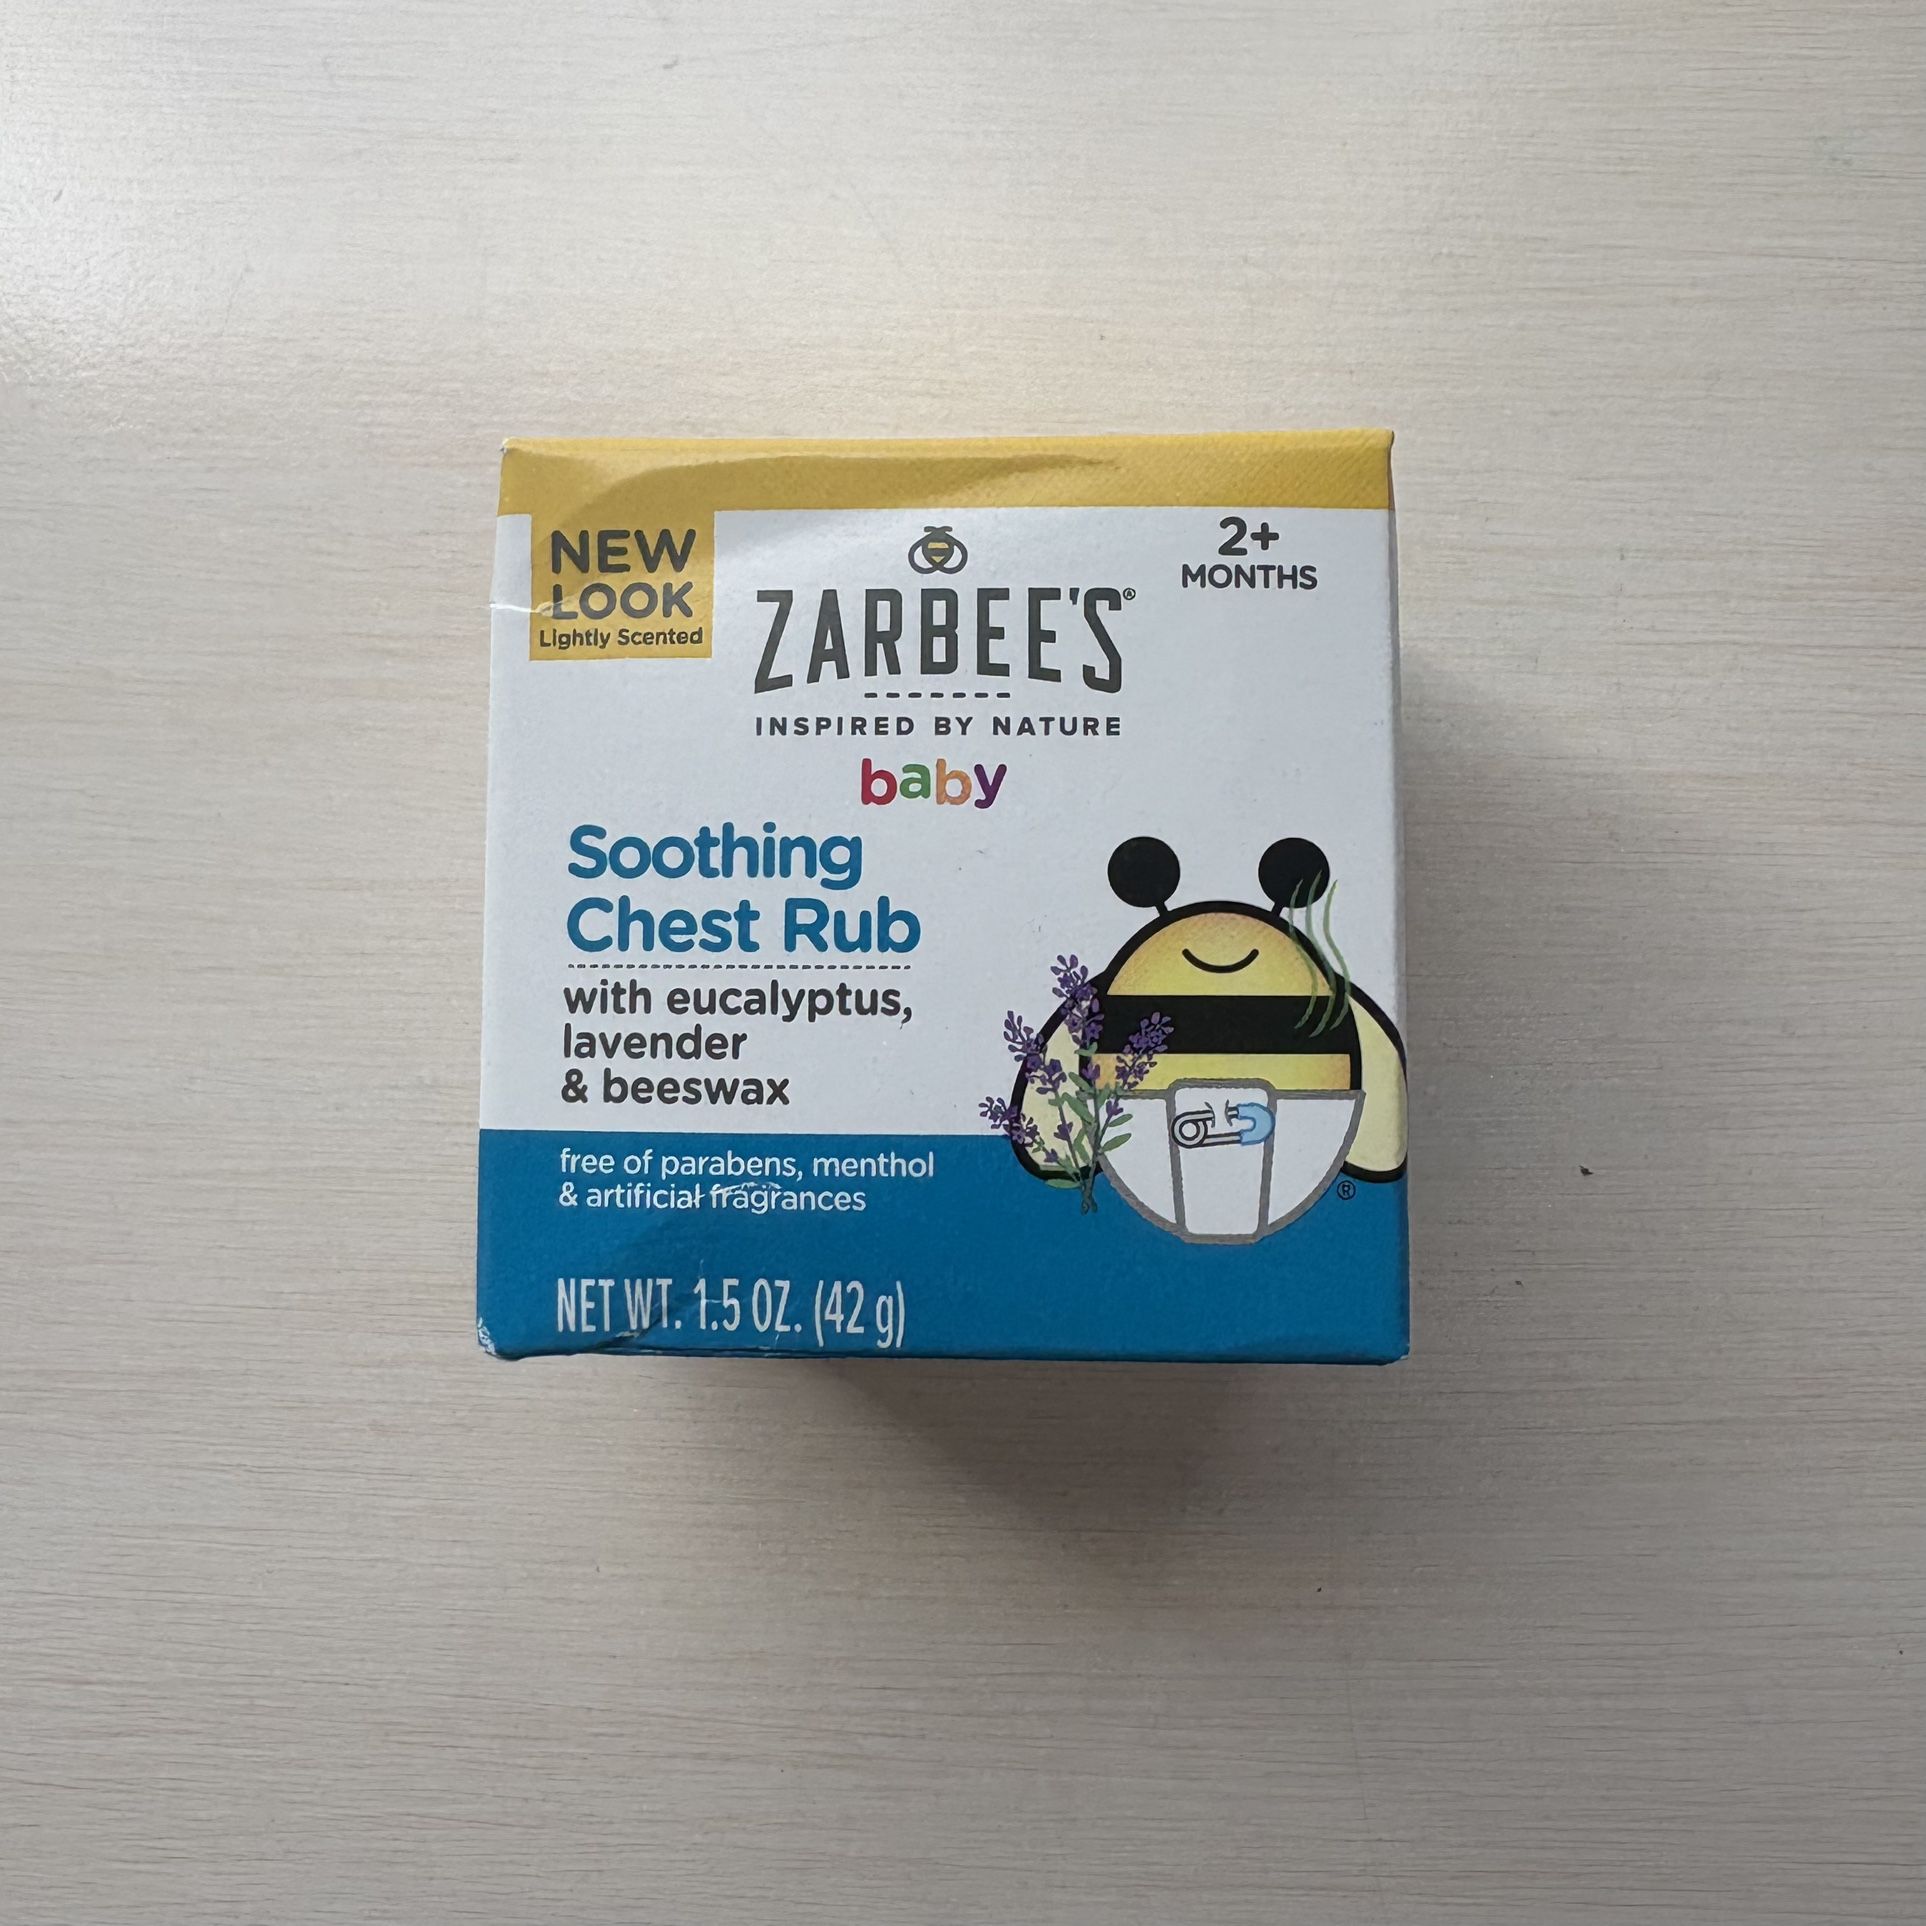 NEW
LOOK
Lightly Scented
2+
MONTHS
ZARBEE'S®
INSPIRED BY NATURE
baby
Soothing
Chest Rub
with eucalyptus,
lavender
& beeswax
free of parabens, menthol
& artificial fragrances
®
NET WT. 1.5 OZ. (42 g)